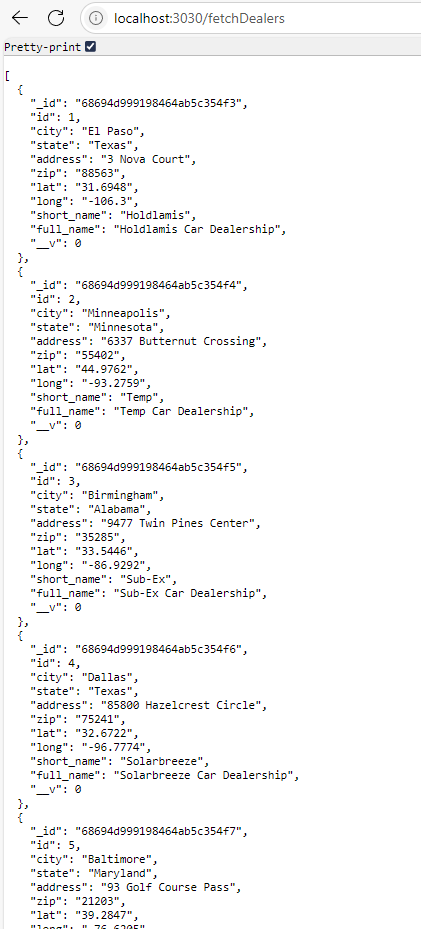 localhost:3030/fetchDealers
Pretty-print
[
  {
    "_id": "68694d999198464ab5c354f3",
    "id": 1,
    "city": "El Paso",
    "state": "Texas",
    "address": "3 Nova Court",
    "zip": "88563",
    "lat": "31.6948",
    "long": "-106.3",
    "short_name": "Holdlamis",
    "full_name": "Holdlamis Car Dealership",
    "__v": 0
  },
  {
    "_id": "68694d999198464ab5c354f4",
    "id": 2,
    "city": "Minneapolis",
    "state": "Minnesota",
    "address": "6337 Butternut Crossing",
    "zip": "55402",
    "lat": "44.9762",
    "long": "-93.2759",
    "short_name": "Temp",
    "full_name": "Temp Car Dealership",
    "__v": 0
  },
  {
    "_id": "68694d999198464ab5c354f5",
    "id": 3,
    "city": "Birmingham",
    "state": "Alabama",
    "address": "9477 Twin Pines Center",
    "zip": "35285",
    "lat": "33.5446",
    "long": "-86.9292",
    "short_name": "Sub-Ex",
    "full_name": "Sub-Ex Car Dealership",
    "__v": 0
  },
  {
    "_id": "68694d999198464ab5c354f6",
    "id": 4,
    "city": "Dallas",
    "state": "Texas",
    "address": "85800 Hazelcrest Circle",
    "zip": "75241",
    "lat": "32.6722",
    "long": "-96.7774",
    "short_name": "Solarbreeze",
    "full_name": "Solarbreeze Car Dealership",
    "__v": 0
  },
  {
    "_id": "68694d999198464ab5c354f7",
    "id": 5,
    "city": "Baltimore",
    "state": "Maryland",
    "address": "93 Golf Course Pass",
    "zip": "21203",
    "lat": "39.2847",